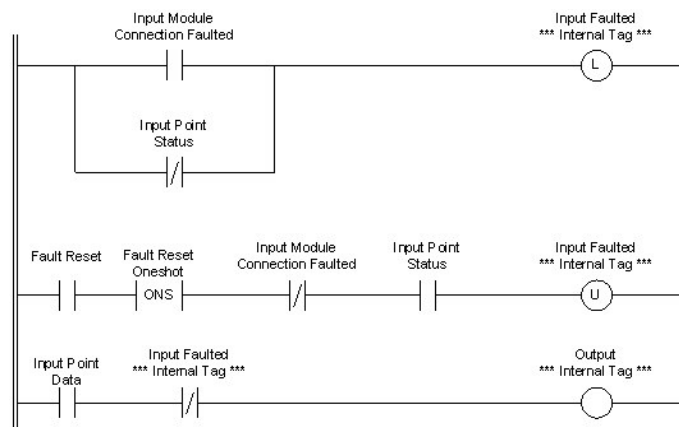 Input Module
Connection Faulted
Input Faulted
*** Internal Tag ***
L
Input Point
Status
Fault Reset
Fault Reset
Oneshot
Input Module
Connection Faulted
Input Point
Status
Input Faulted
*** Internal Tag ***
ONS
U
Input Point
Data
Input Faulted
*** Internal Tag ***
Output
*** Internal Tag ***